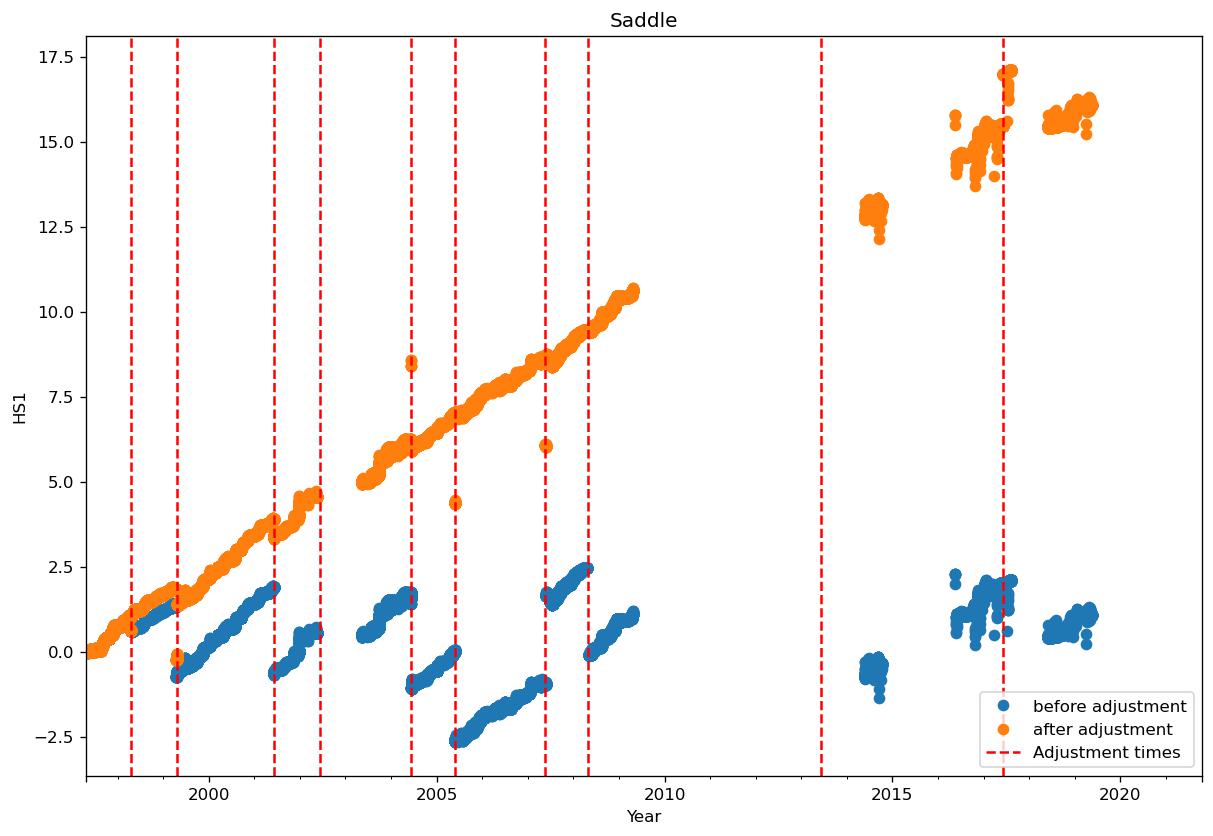 Saddle
17.5
15.0
12.5
10.0
7.5
5.0
2.5
0.0
−2.5
HS1
before adjustment
after adjustment
Adjustment times
2000 2005 2010 2015 2020
Year